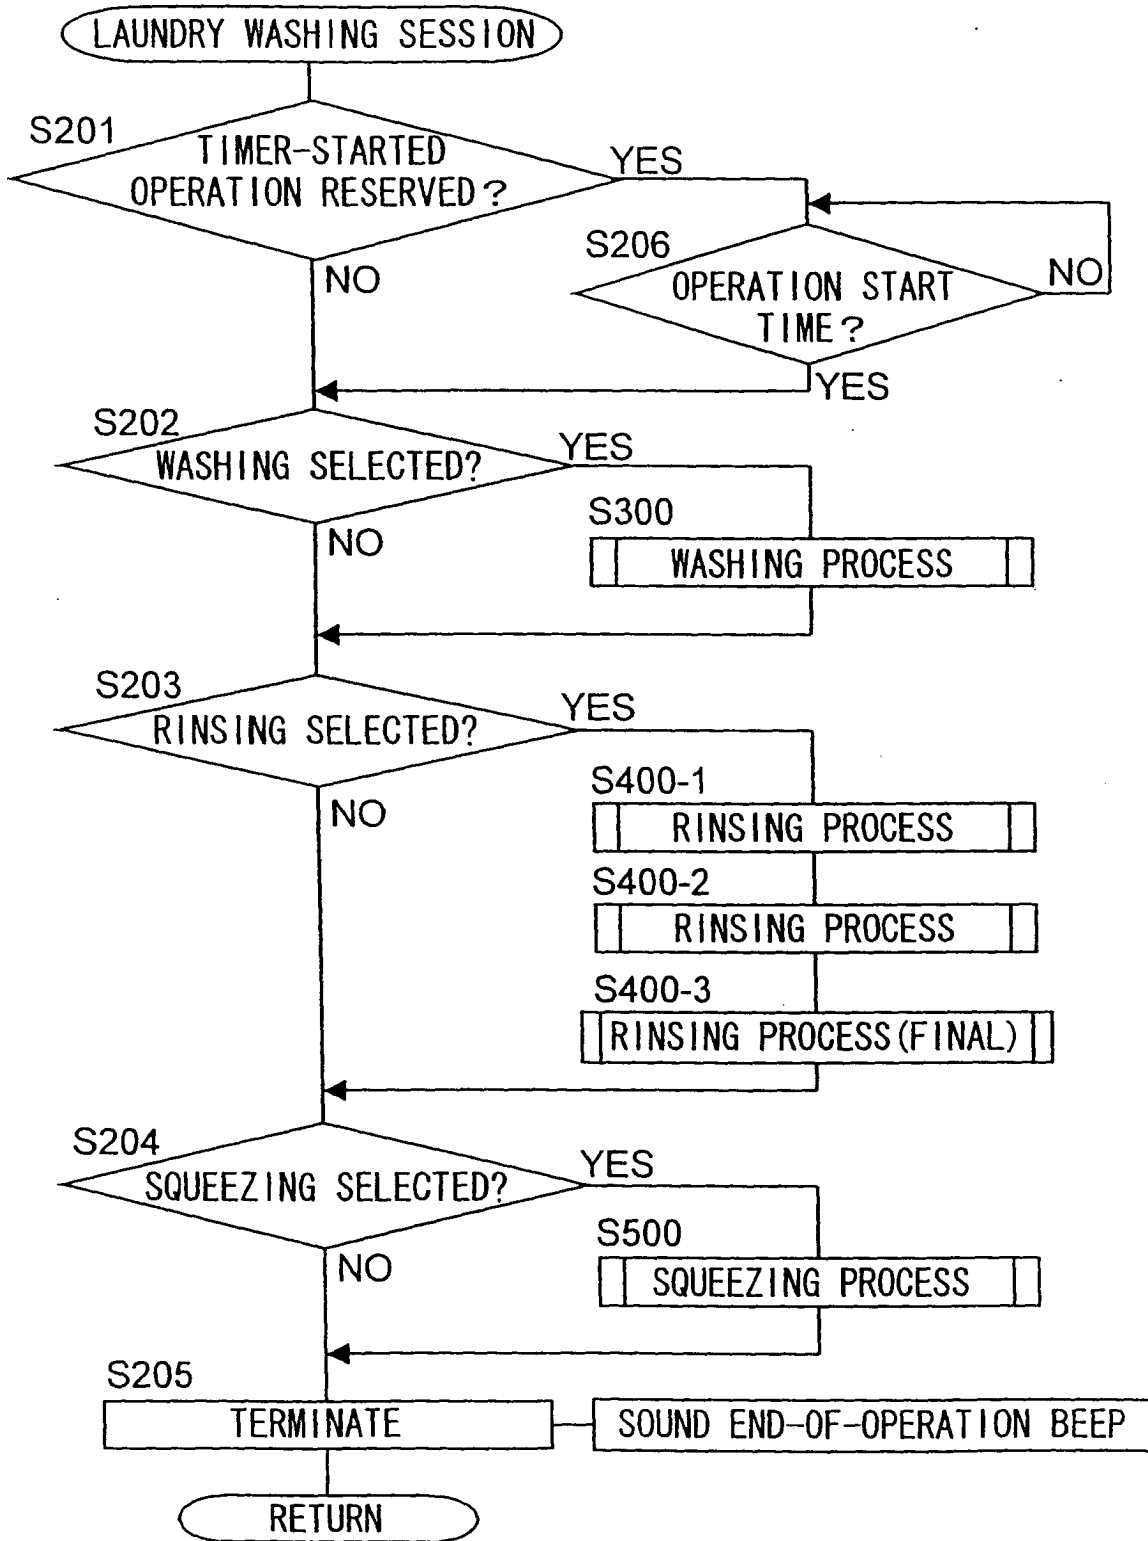 LAUNDRY WASHING SESSION
S201
TIMER-STARTED
OPERATION RESERVED?
YES
NO
S206
OPERATION START
TIME?
NO
YES
S202
WASHING SELECTED?
YES
NO
S300
WASHING PROCESS
S203
RINSING SELECTED?
YES
NO
S400-1
RINSING PROCESS
S400-2
RINSING PROCESS
S400-3
RINSING PROCESS(FINAL)
S204
SQUEEZING SELECTED?
YES
NO
S500
SQUEEZING PROCESS
S205
TERMINATE
SOUND END-OF-OPERATION BEEP
RETURN